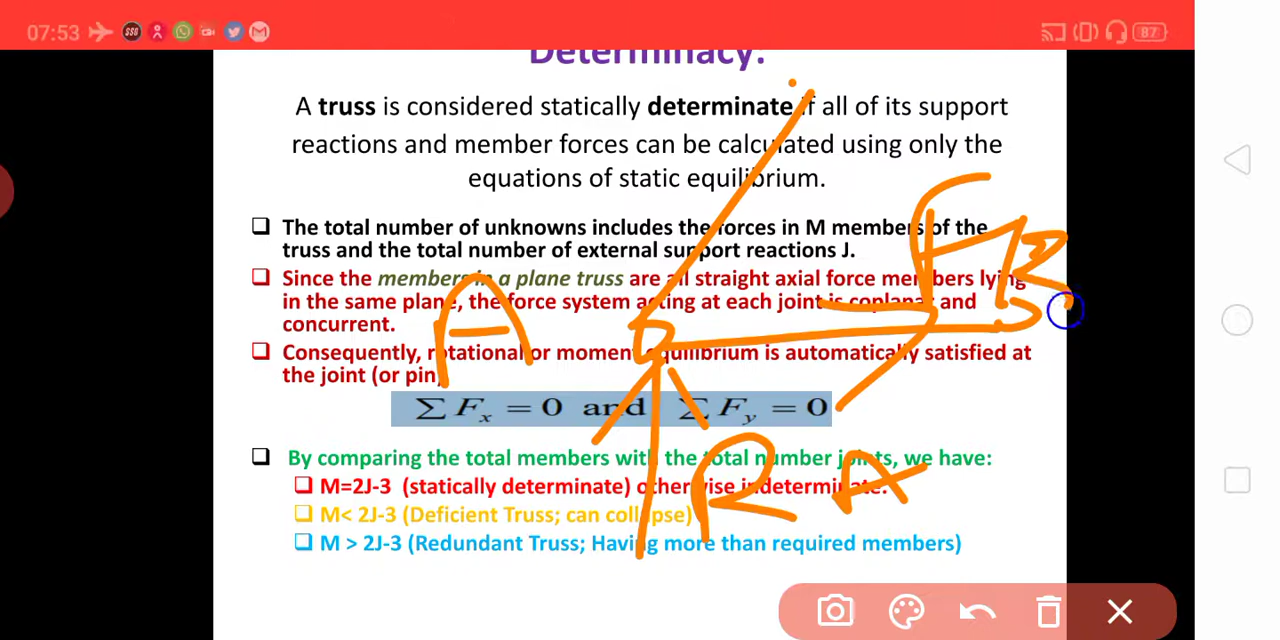 07:53
87
Determinacy:
A truss is considered statically determinate if all of its support
reactions and member forces can be calculated using only the
equations of static equilibrium.
The total number of unknowns includes the forces in M members of the
truss and the total number of external support reactions J.
Since the members in a plane truss are all straight axial force members lying
in the same plane, the force system acting at each joint is coplanar and
concurrent.
Consequently, rotational or moment equilibrium is automatically satisfied at
the joint (or pin)
∑ Fx = 0 and ∑ Fy = 0
By comparing the total members with the total number joints, we have:
M=2J-3 (statically determinate) otherwise indeterminate.
M< 2J-3 (Deficient Truss; can collapse)
M > 2J-3 (Redundant Truss; Having more than required members)
A
FAB
RA